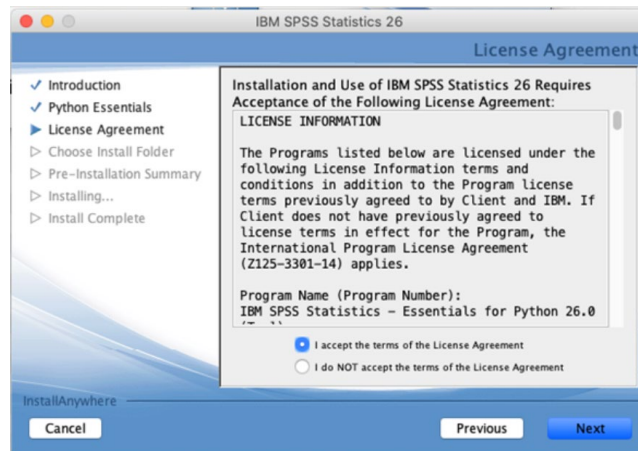 IBM SPSS Statistics 26
License Agreement
Introduction
Python Essentials
License Agreement
Choose Install Folder
Pre-Installation Summary
Installing...
Install Complete
Installation and Use of IBM SPSS Statistics 26 Requires
Acceptance of the Following License Agreement:
LICENSE INFORMATION
The Programs listed below are licensed under the
following License Information terms and
conditions in addition to the Program license
terms previously agreed to by Client and IBM. If
Client does not have previously agreed to
license terms in effect for the Program, the
International Program License Agreement
(Z125-3301-14) applies.
Program Name (Program Number):
IBM SPSS Statistics - Essentials for Python 26.0
I accept the terms of the License Agreement
I do NOT accept the terms of the License Agreement
InstallAnywhere
Cancel
Previous
Next